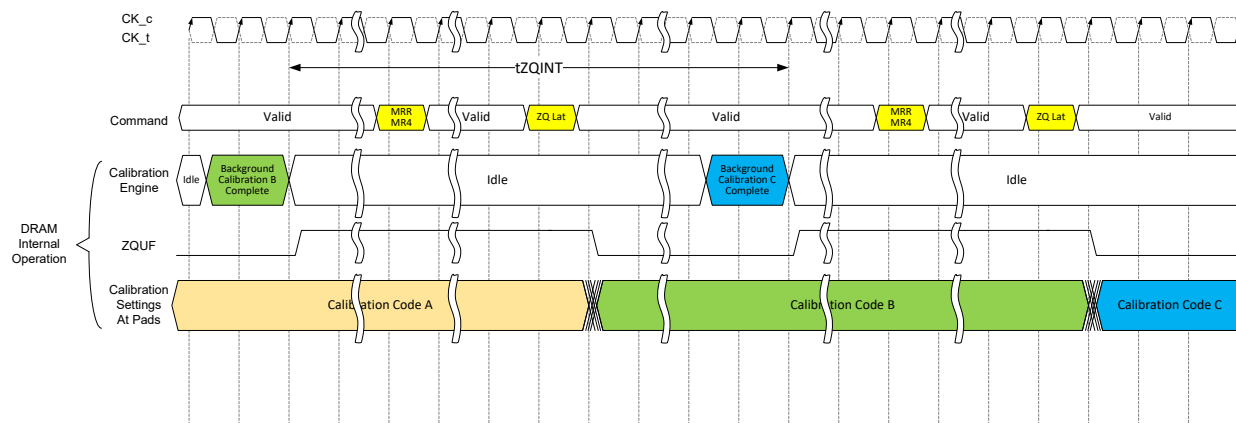 CK_c
CK_t
tZQINT
Command
Valid
MRR
MR4
Valid
ZQ Lat
Valid
MRR
MR4
Valid
ZQ Lat
Valid
DRAM
Internal
Operation
Calibration
Engine
Idle
Background
Calibration B
Complete
Idle
Background
Calibration C
Complete
Idle
ZQUF
Calibration
Settings
At Pads
Calibration Code A
Calibration Code B
Calibration Code C